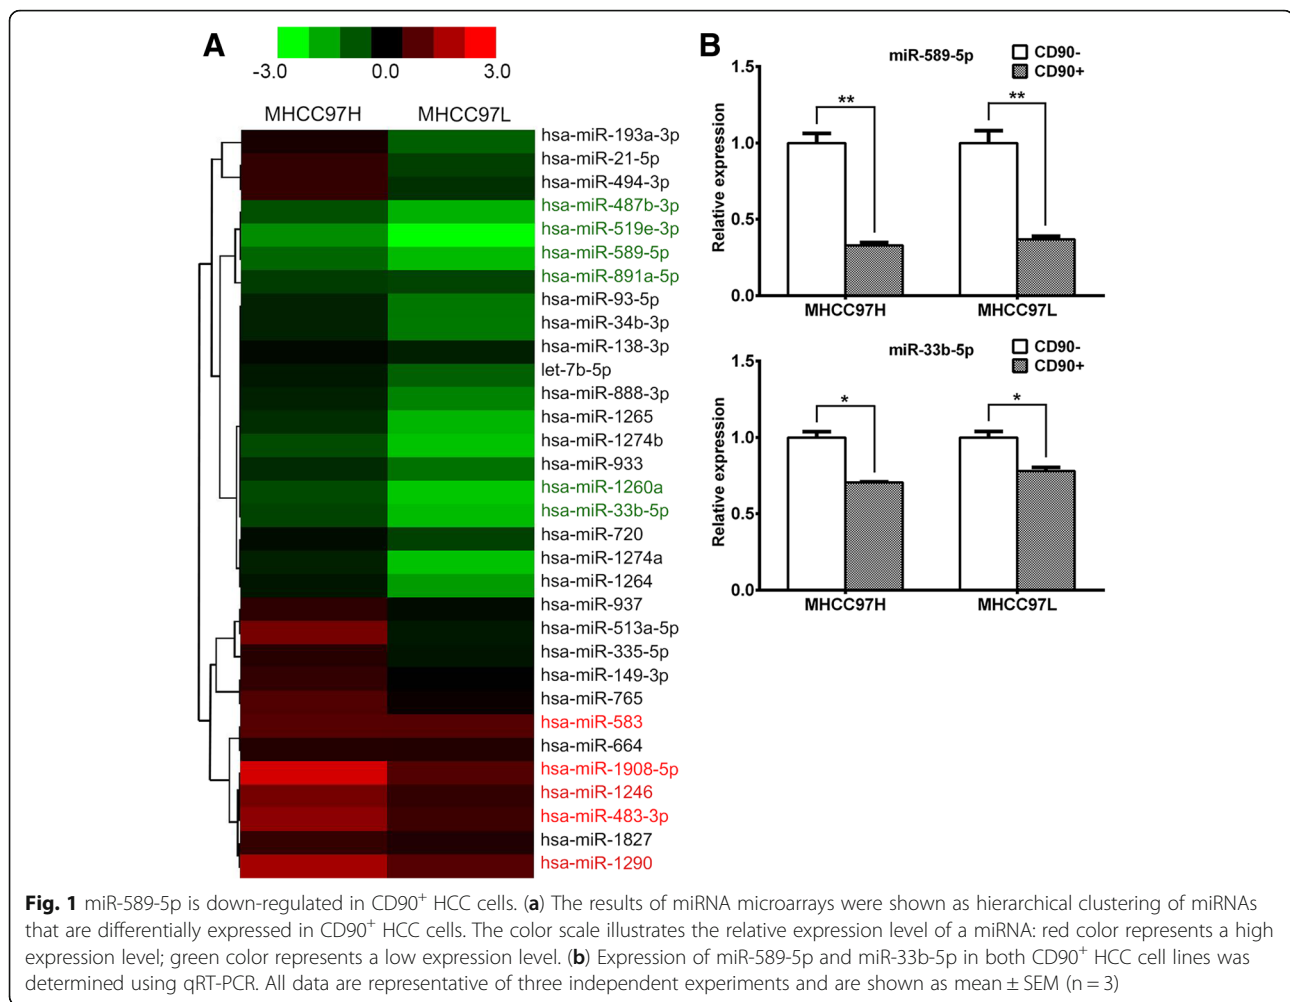 A
-3.0 0.0 3.0
MHCC97H MHCC97L
hsa-miR-193a-3p
hsa-miR-21-5p
hsa-miR-494-3p
hsa-miR-487b-3p
hsa-miR-519e-3p
hsa-miR-589-5p
hsa-miR-891a-5p
hsa-miR-93-5p
hsa-miR-34b-3p
hsa-miR-138-3p
let-7b-5p
hsa-miR-888-3p
hsa-miR-1265
hsa-miR-1274b
hsa-miR-933
hsa-miR-1260a
hsa-miR-33b-5p
hsa-miR-720
hsa-miR-1274a
hsa-miR-1264
hsa-miR-937
hsa-miR-513a-5p
hsa-miR-335-5p
hsa-miR-149-3p
hsa-miR-765
hsa-miR-583
hsa-miR-664
hsa-miR-1908-5p
hsa-miR-1246
hsa-miR-483-3p
hsa-miR-1827
hsa-miR-1290
B
miR-589-5p
CD90-
CD90+
Relative expression
1.5
1.0
0.5
0.0
** **
MHCC97H MHCC97L
miR-33b-5p
CD90-
CD90+
Relative expression
1.5
1.0
0.5
0.0
* *
MHCC97H MHCC97L
Fig. 1 miR-589-5p is down-regulated in CD90⁺ HCC cells. (a) The results of miRNA microarrays were shown as hierarchical clustering of miRNAs
that are differentially expressed in CD90⁺ HCC cells. The color scale illustrates the relative expression level of a miRNA: red color represents a high
expression level; green color represents a low expression level. (b) Expression of miR-589-5p and miR-33b-5p in both CD90⁺ HCC cell lines was
determined using qRT-PCR. All data are representative of three independent experiments and are shown as mean ± SEM (n = 3)